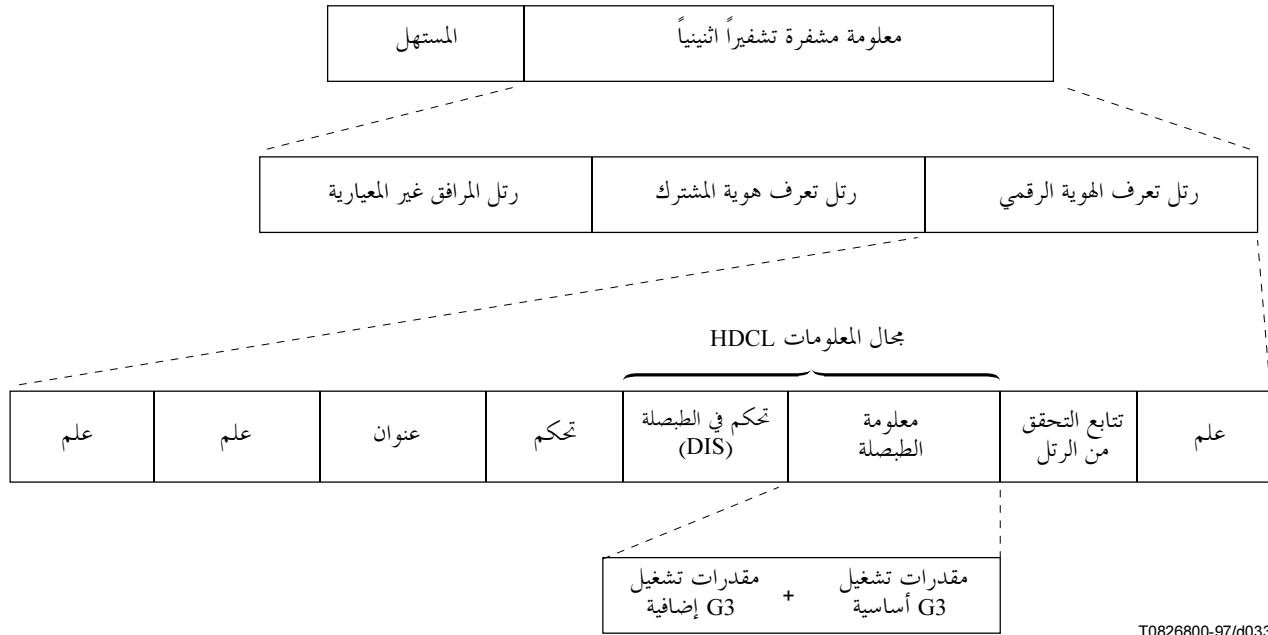 المستهل
معلومة مشفرة تشفيراً اثنينياً
رتل المرافق غير المعيارية
رتل تعرف هوية المشترك
رتل تعرف الهوية الرقمي
مجال المعلومات HDCL
علم
علم
عنوان
تحكم
تحكم في الطبصلة
(DIS)
معلومة
الطبصلة
تتابع التحقق
من الرتل
علم
مقدرات تشغيل
G3 إضافية
+
مقدرات تشغيل
G3 أساسية
T0826800-97/d033